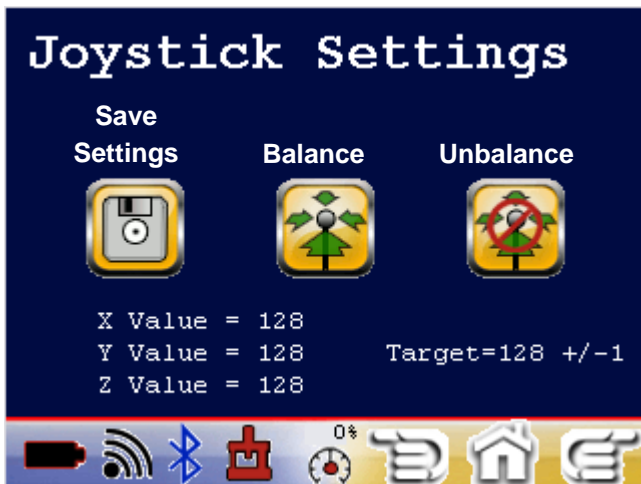 Joystick Settings
Save
Settings
Balance
Unbalance
X Value = 128
Y Value = 128
Target=128 +/-1
Z Value = 128
0%